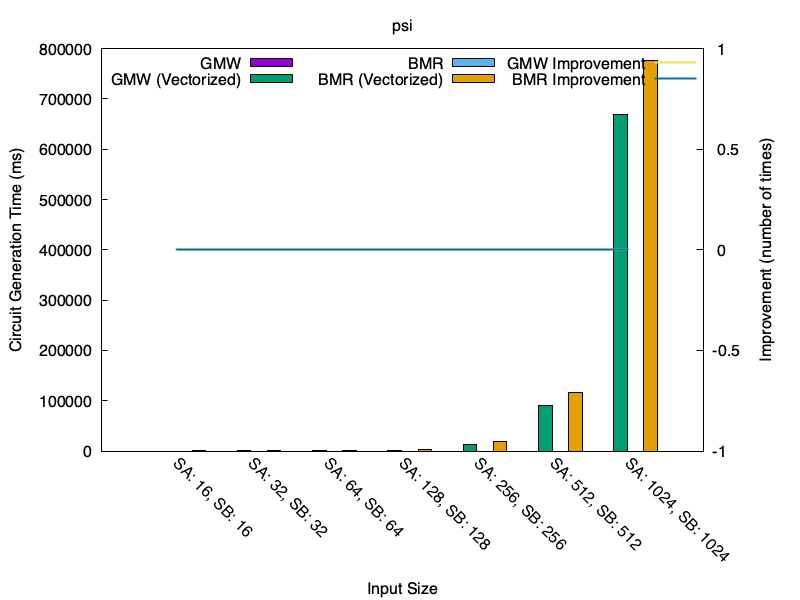 psi
GMW
GMW (Vectorized)
BMR
BMR (Vectorized)
GMW Improvement
BMR Improvement
Circuit Generation Time (ms)
800000
700000
600000
500000
400000
300000
200000
100000
0
1
0.5
0
-0.5
-1
Improvement (number of times)
SA: 16, SB: 16
SA: 32, SB: 32
SA: 64, SB: 64
SA: 128, SB: 128
SA: 256, SB: 256
SA: 512, SB: 512
SA: 1024, SB: 1024
Input Size